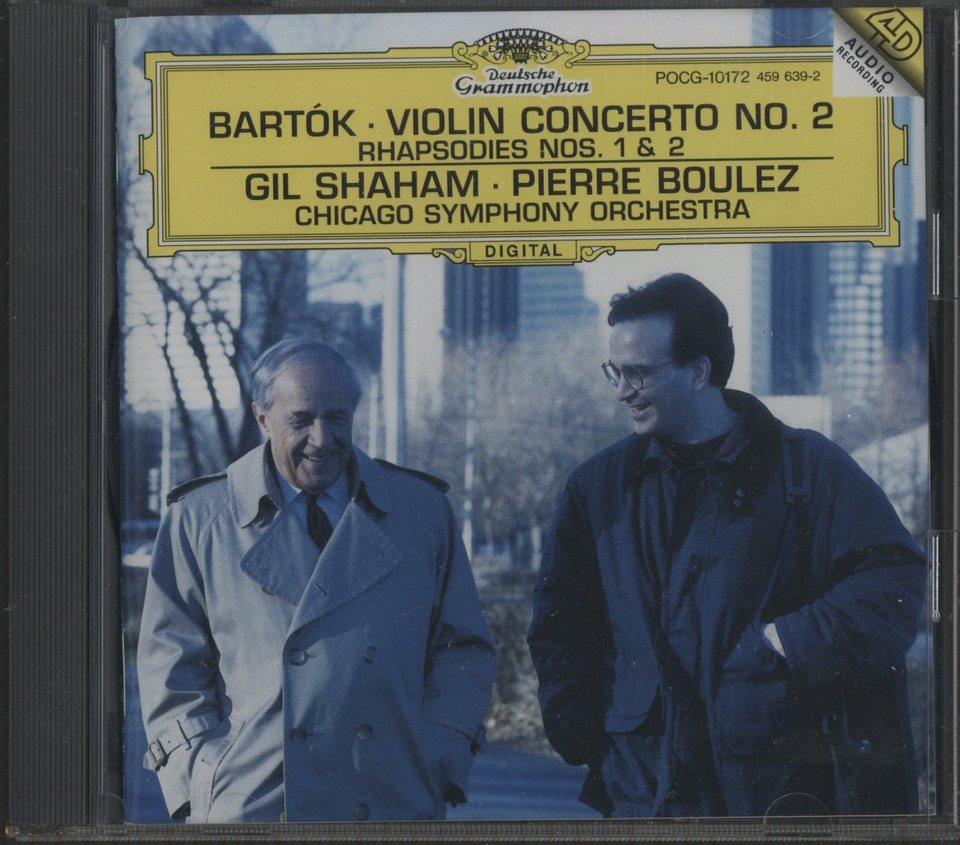 Deutsche
Grammophon
POCG-10172 459 639-2
4D
AUDIO
RECORDING
BARTÓK · VIOLIN CONCERTO NO. 2
RHAPSODIES NOS. 1 & 2
GIL SHAHAM · PIERRE BOULEZ
CHICAGO SYMPHONY ORCHESTRA
DIGITAL